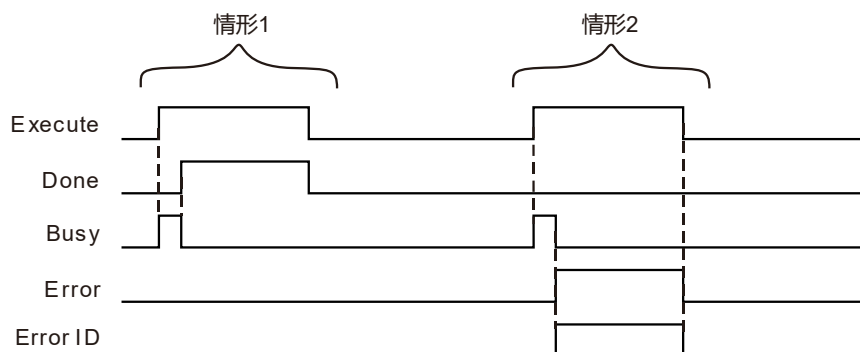 情形1
情形2
Execute
Done
Busy
Error
Error ID